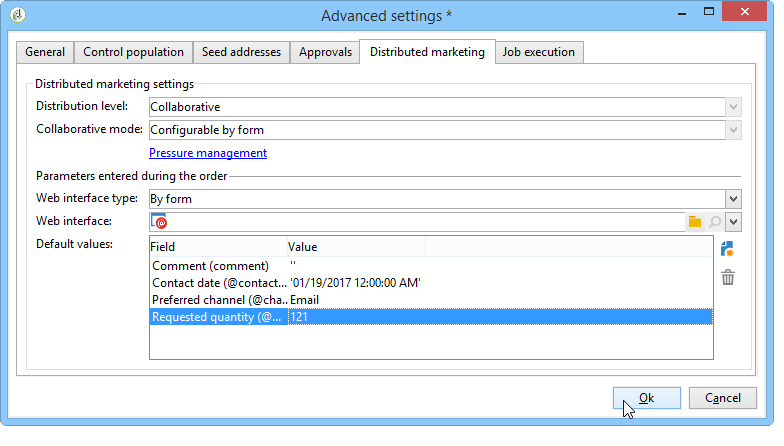 Advanced settings *
General Control population Seed addresses Approvals Distributed marketing Job execution
Distributed marketing settings
Distribution level: Collaborative
Collaborative mode: Configurable by form
Pressure management
Parameters entered during the order
Web interface type: By form
Web interface:
Default values: Field Value
Comment (comment) ''
Contact date (@contact... '01/19/2017 12:00:00 AM'
Preferred channel (@cha... Email
Requested quantity (@... 121
Ok Cancel